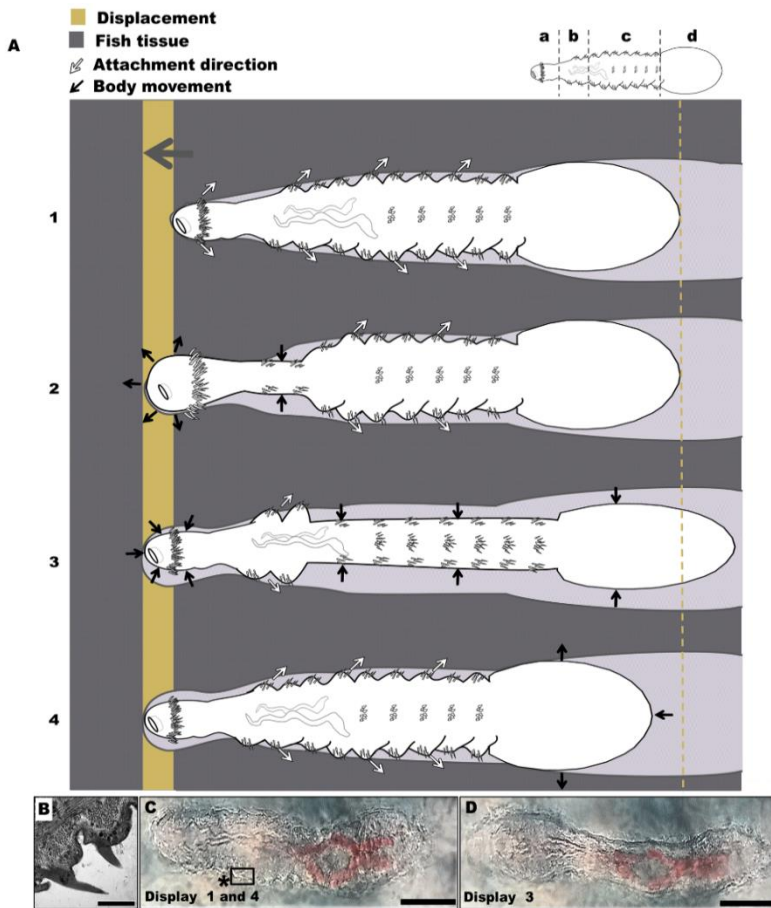 Displacement
Fish tissue
Attachment direction
Body movement
A
a b c d
1
2
3
4
B
C
*
Display 1 and 4
D
Display 3